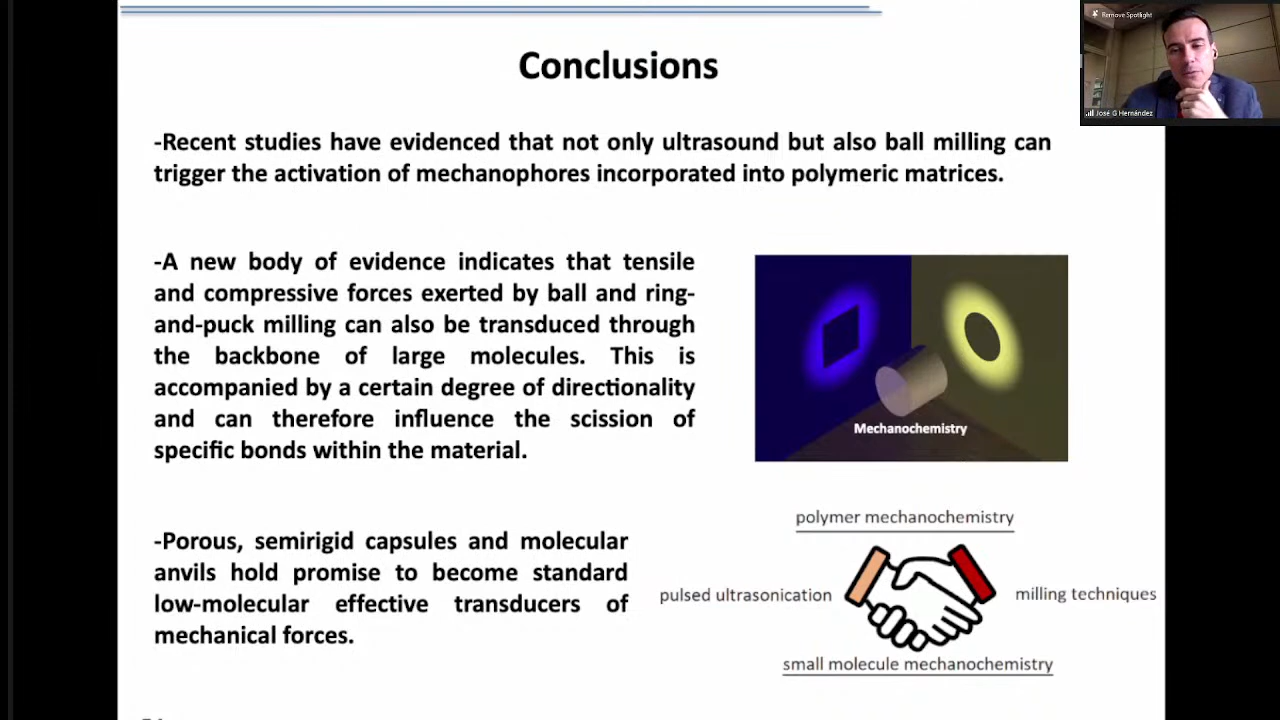 Remove Spotlight
José G Hernández
Conclusions
-Recent studies have evidenced that not only ultrasound but also ball milling can
trigger the activation of mechanophores incorporated into polymeric matrices.
-A new body of evidence indicates that tensile
and compressive forces exerted by ball and ring-
and-puck milling can also be transduced through
the backbone of large molecules. This is
accompanied by a certain degree of directionality
and can therefore influence the scission of
specific bonds within the material.
Mechanochemistry
-Porous, semirigid capsules and molecular
anvils hold promise to become standard
low-molecular effective transducers of
mechanical forces.
polymer mechanochemistry
pulsed ultrasonication
milling techniques
small molecule mechanochemistry